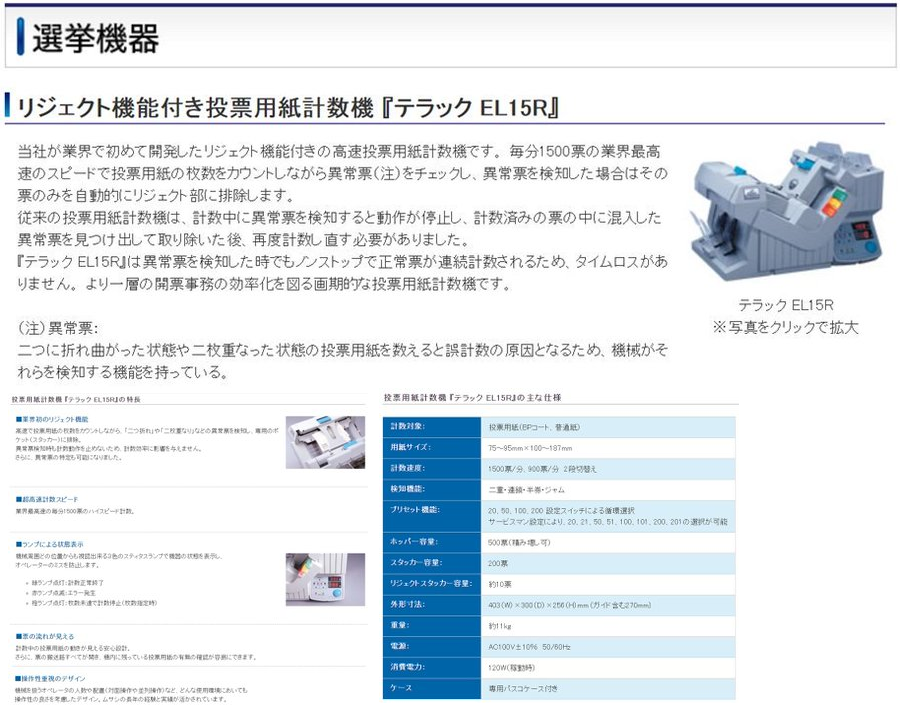 選挙機器
リジェクト機能付き投票用紙計数機『テラック EL15R』
当社が業界で初めて開発したリジェクト機能付きの高速投票用紙計数機です。毎分1500票の業界最高
速のスピードで投票用紙の枚数をカウントしながら異常票(注)をチェックし、異常票を検知した場合はその
票のみを自動的にリジェクト部に排除します。
従来の投票用紙計数機は、計数中に異常票を検知すると動作が停止し、計数済みの票の中に混入した
異常票を見つけ出して取り除いた後、再度計数し直す必要がありました。
『テラック EL15R』は異常票を検知した時でもノンストップで正常票が連続計数されるため、タイムロスがあ
りません。より一層の開票事務の効率化を図る画期的な投票用紙計数機です。
(注)異常票:
二つに折れ曲がった状態や二枚重なった状態の投票用紙を数えると誤計数の原因となるため、機械がそ
れらを検知する機能を持っている。
テラック EL15R
※写真をクリックで拡大
投票用紙計数機『テラック EL15R』の特長
■業界初のリジェクト機能
高速で投票用紙の枚数をカウントしながら、「二つ折れ」や「二枚重なり」などの異常票を検知し、専用のポ
ケット(スタッカー)に排除。
異常票検知時も計数動作を止めないため、計数効率に影響を与えません。
さらに、異常票の特定も可能になりました。
■超高速計数スピード
業界最高速の毎分1500票のハイスピード計数。
■ランプによる状態表示
機械周囲どの位置からも視認出来る3色のステイタスランプで機器の状態を表示し、
オペレーターのミスを防止します。
緑ランプ点灯:計数正常終了
赤ランプ点滅:エラー発生
橙ランプ点灯:枚数未達で計数停止(枚数指定時)
■票の流れが見える
計数中の投票用紙の動きが見える安心設計。
さらに、票の搬送路すべてが開き、機内に残っている投票用紙の有無の確認が容易にできます。
■操作性重視のデザイン
機械を扱うオペレータの人数や配置(対面操作や並列操作)など、どんな使用環境においても
操作性の良さを考慮したデザイン。ムサシの長年の経験と実績が活かされています。
投票用紙計数機『テラック EL15R』の主な仕様
計数対象: 投票用紙(BPコート、普通紙)
用紙サイズ: 75～95mm×100～187mm
計数速度: 1500票/分、900票/分 2段切替え
検知機能: 二重・連鎖・半券・ジャム
プリセット機能: 20, 50, 100, 200 設定スイッチによる循環選択
サービスマン設定により、20, 21, 50, 51, 100, 101, 200, 201の選択が可能
ホッパー容量: 500票(積み増し可)
スタッカー容量: 200票
リジェクトスタッカー容量: 約10票
外形寸法: 403(W)×300(D)×256(H)mm(ガイド含む270mm)
重量: 約11kg
電源: AC100V±10% 50/60Hz
消費電力: 120W(稼動時)
ケース 専用パスコケース付き